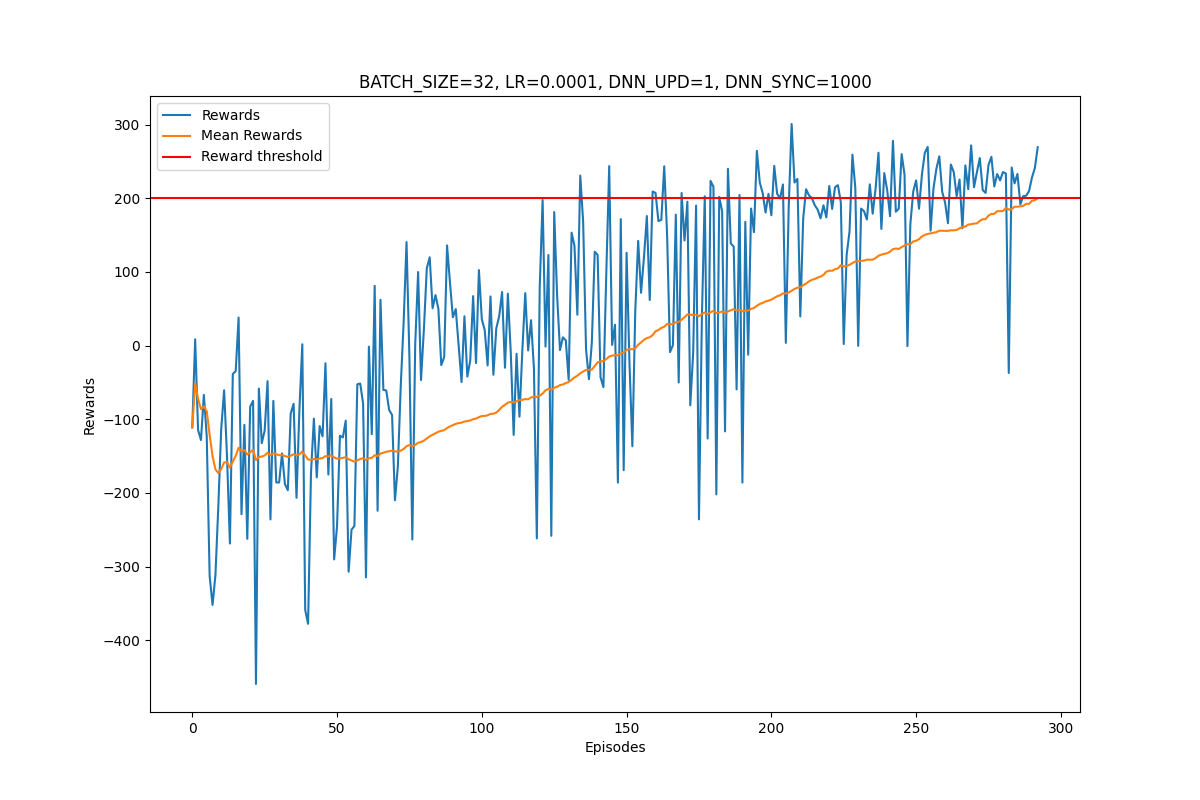 BATCH_SIZE=32, LR=0.0001, DNN_UPD=1, DNN_SYNC=1000
Rewards
Mean Rewards
Reward threshold
300
200
100
0
−100
−200
−300
−400
Rewards
0
50
100
150
200
250
300
Episodes